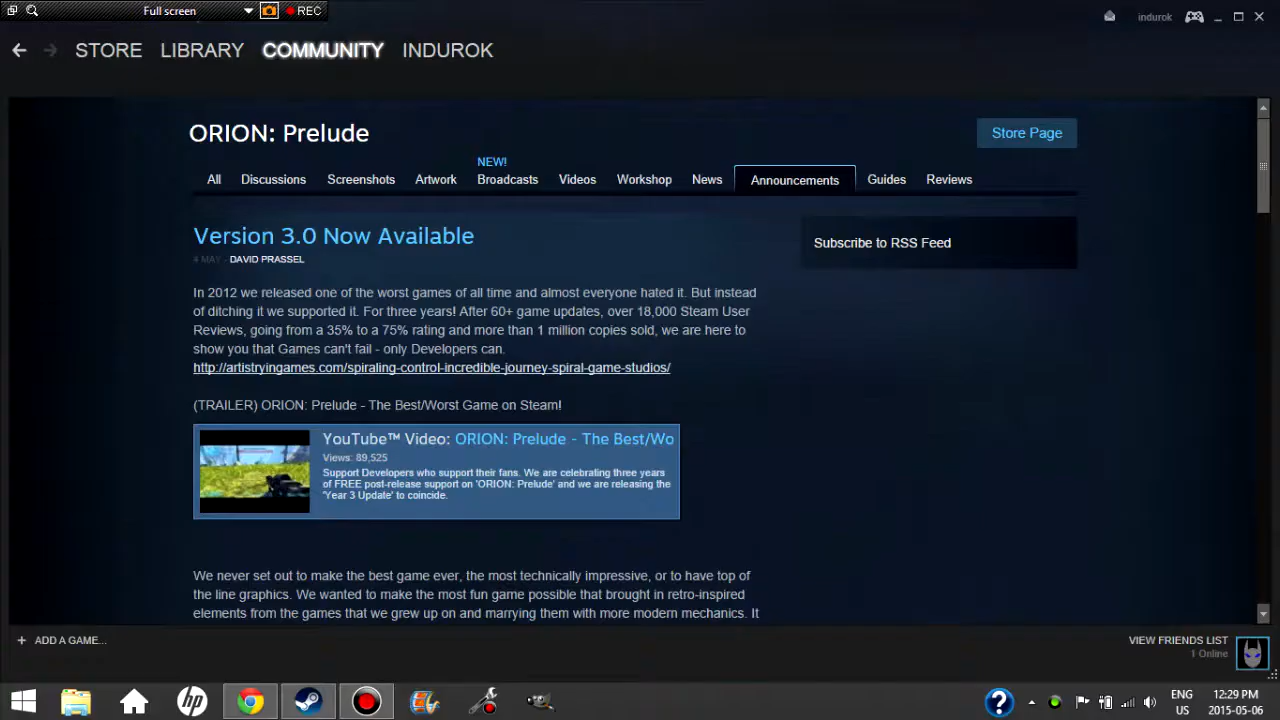 Full screen
REC
indurok
STORE LIBRARY COMMUNITY INDUROK
ORION: Prelude
Store Page
NEW!
All Discussions Screenshots Artwork Broadcasts Videos Workshop News Announcements Guides Reviews
Version 3.0 Now Available
4 MAY - DAVID PRASSEL
Subscribe to RSS Feed
In 2012 we released one of the worst games of all time and almost everyone hated it. But instead
of ditching it we supported it. For three years! After 60+ game updates, over 18,000 Steam User
Reviews, going from a 35% to a 75% rating and more than 1 million copies sold, we are here to
show you that Games can't fail - only Developers can.
http://artistryingames.com/spiraling-control-incredible-journey-spiral-game-studios/
(TRAILER) ORION: Prelude - The Best/Worst Game on Steam!
YouTube™ Video: ORION: Prelude - The Best/Wo
Views: 89,525
Support Developers who support their fans. We are celebrating three years
of FREE post-release support on 'ORION: Prelude' and we are releasing the
'Year 3 Update' to coincide.
We never set out to make the best game ever, the most technically impressive, or to have top of
the line graphics. We wanted to make the most fun game possible that brought in retro-inspired
elements from the games that we grew up on and marrying them with more modern mechanics. It
+ ADD A GAME...
VIEW FRIENDS LIST
1 Online
hp
?
ENG
US
12:29 PM
2015-05-06